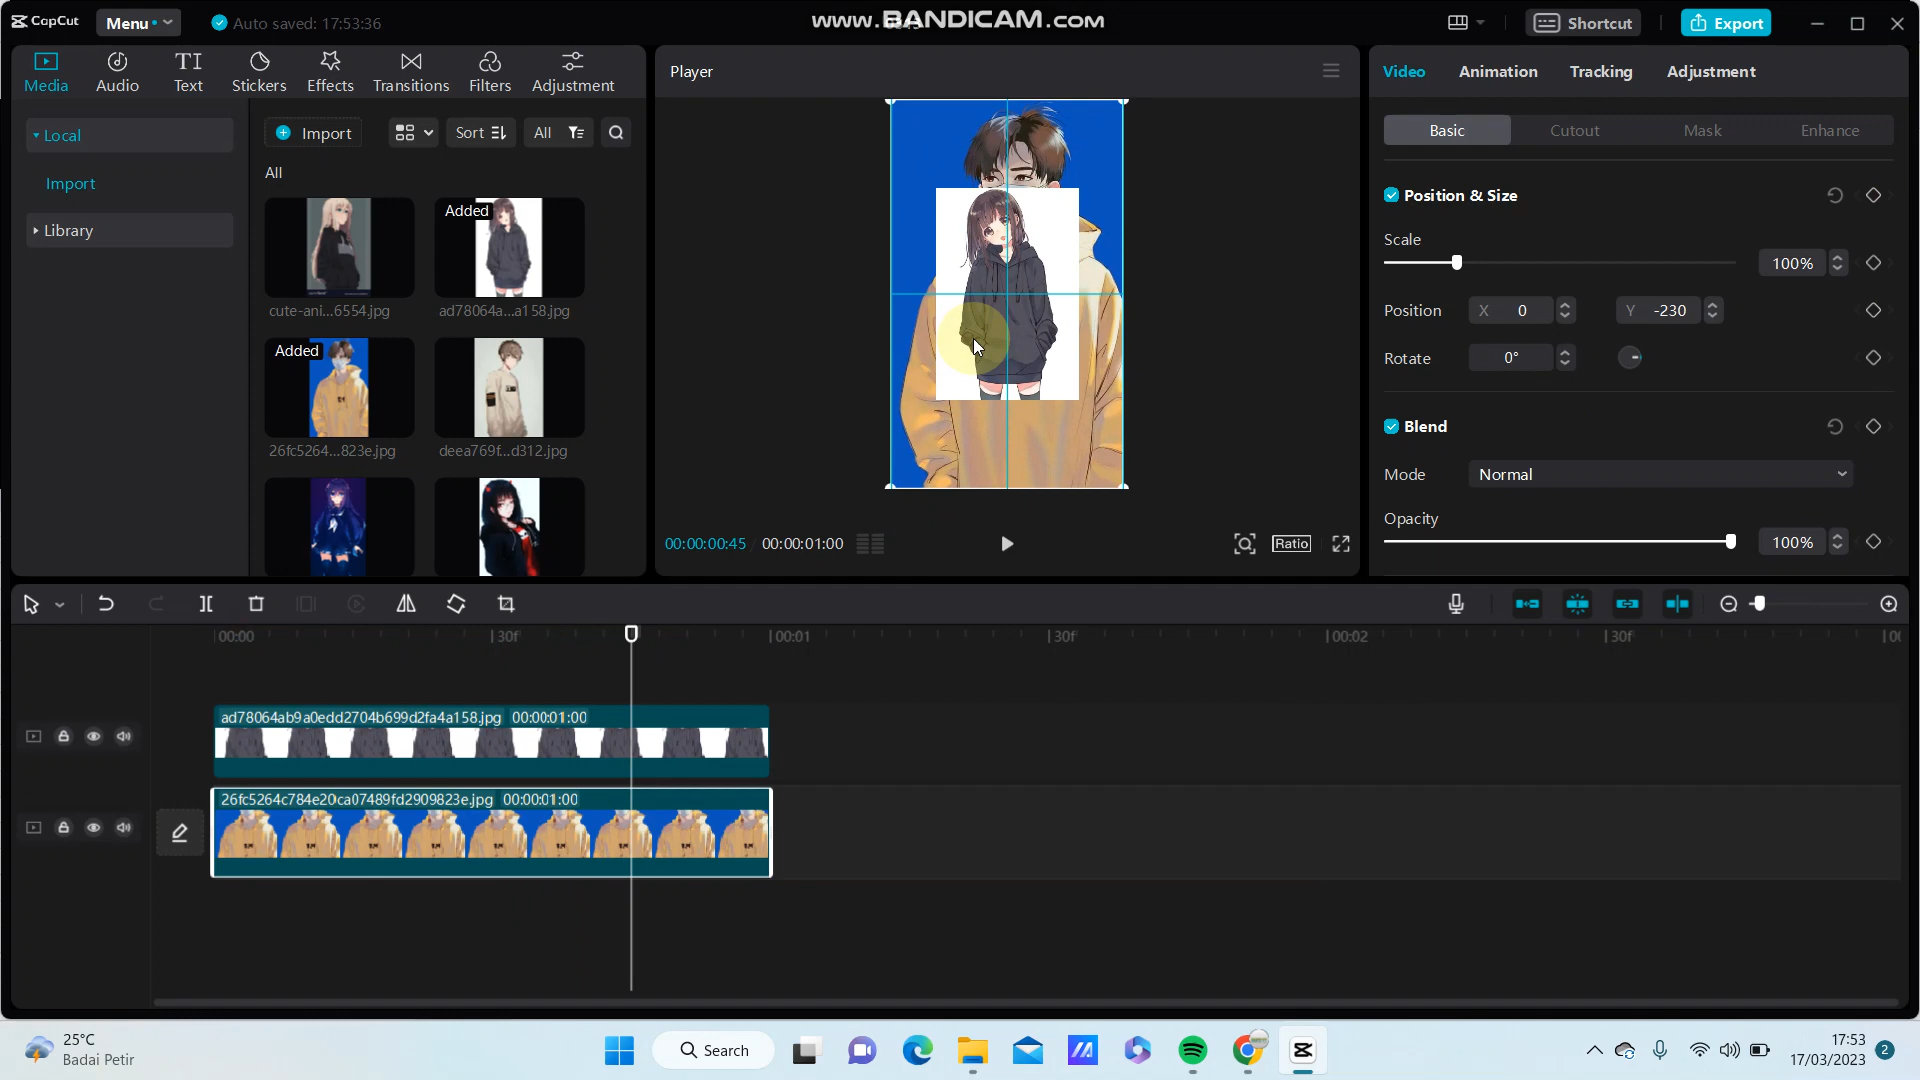 CapCut
Menu
Auto saved: 17:53:36
www.BANDICAM.com
Shortcut
Export
Media
Audio
Text
Stickers
Effects
Transitions
Filters
Adjustment
Player
Video
Animation
Tracking
Adjustment
Local
Import
Sort
All
Basic
Cutout
Mask
Enhance
Import
Library
All
Added
cute-ani...6554.jpg
ad78064a...a158.jpg
Added
26fc5264...823e.jpg
deea769f...d312.jpg
Position & Size
Scale
100%
Position
X 0
Y -230
Rotate
0°
Blend
Mode
Normal
Opacity
100%
00:00:00:45
00:00:01:00
Ratio
00:00
30f
00:01
30f
00:02
30f
ad78064ab9a0edd2704b699d2fa4a158.jpg 00:00:01:00
26fc5264c784e20ca07489fd2909823e.jpg 00:00:01:00
25°C
Badai Petir
Search
17:53
17/03/2023
2